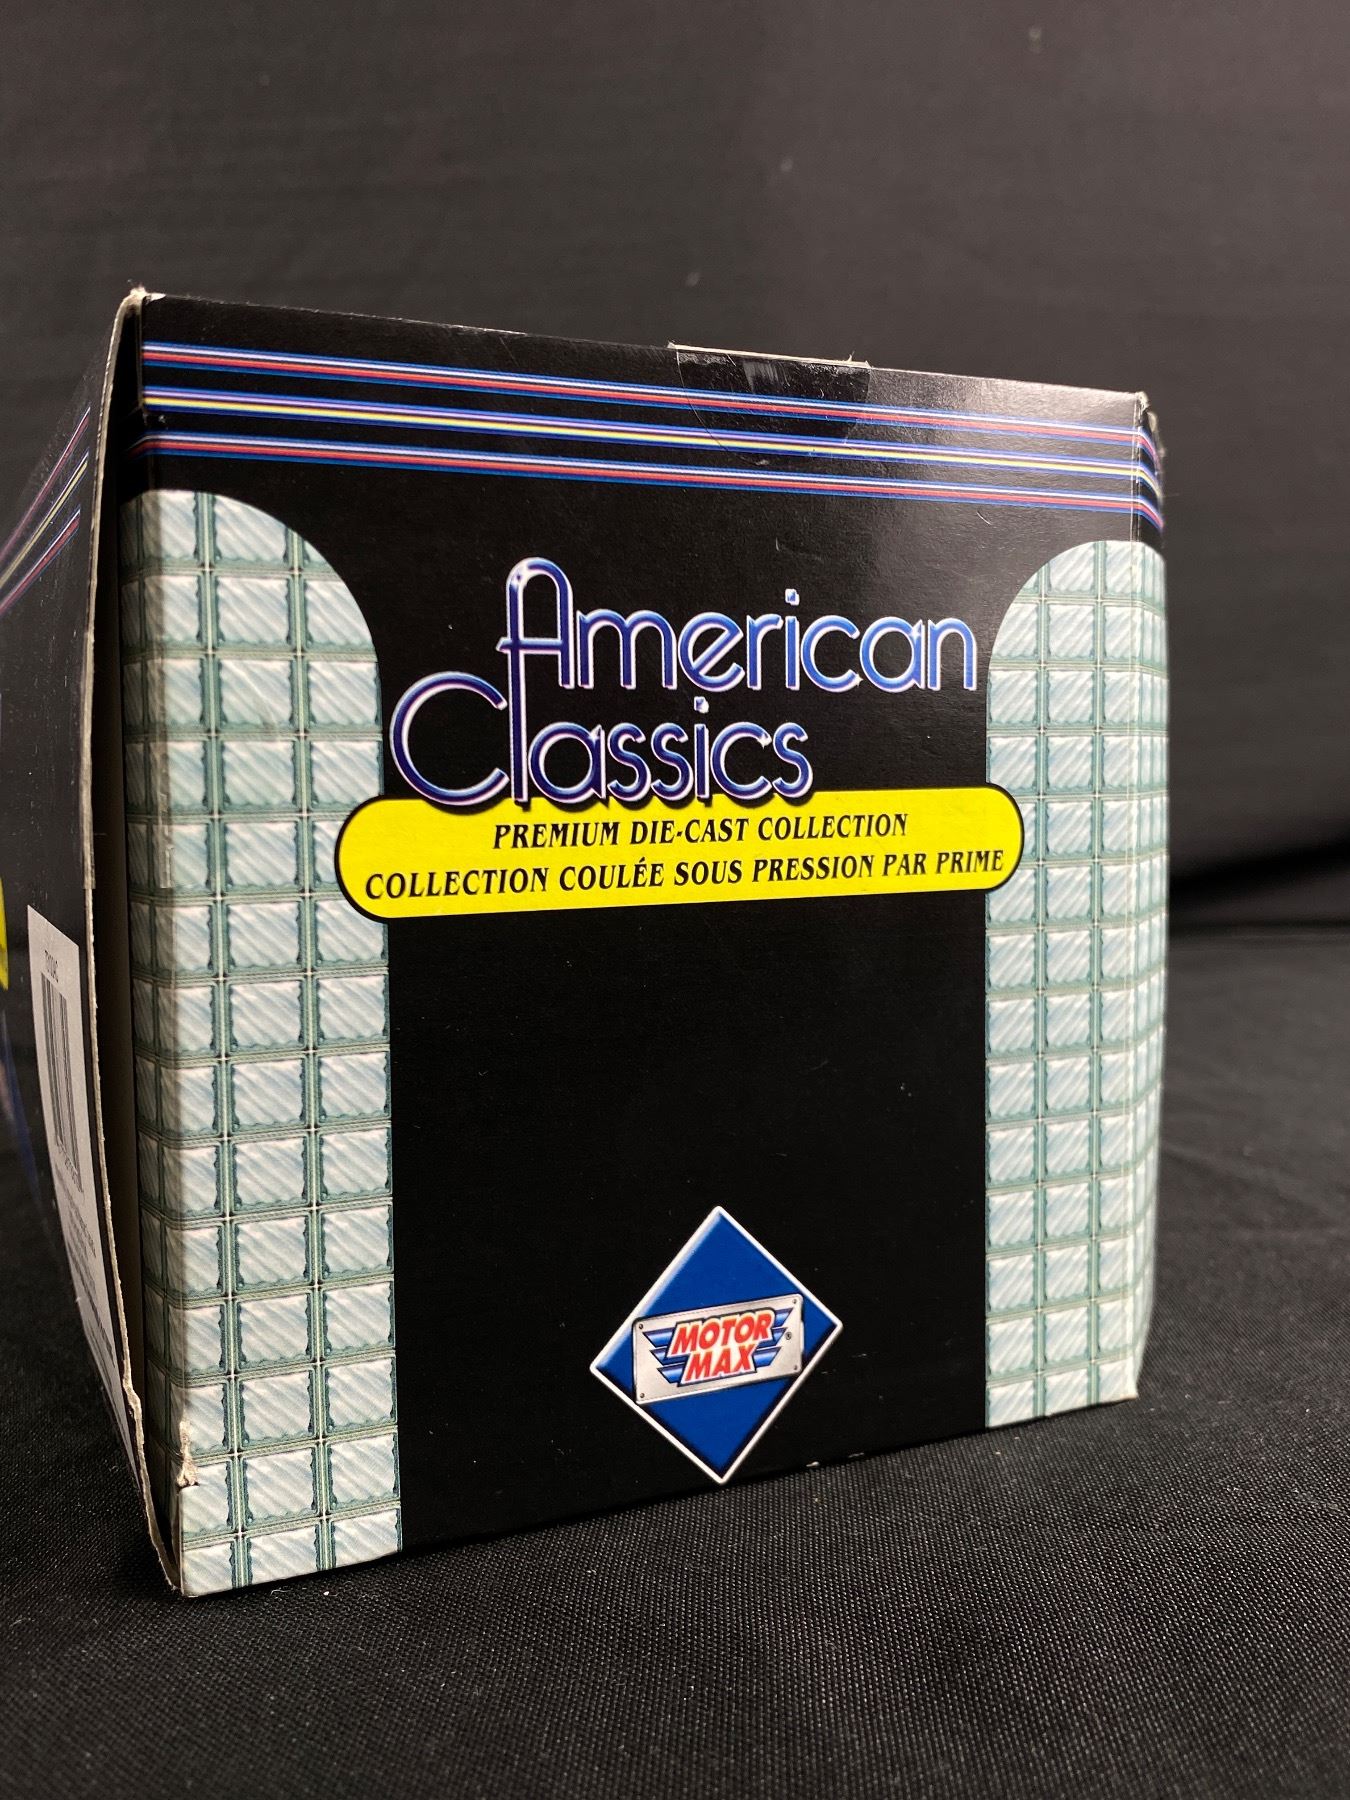 American
Classics
PREMIUM DIE-CAST COLLECTION
COLLECTION COULÉE SOUS PRESSION PAR PRIME
MOTOR
MAX
®